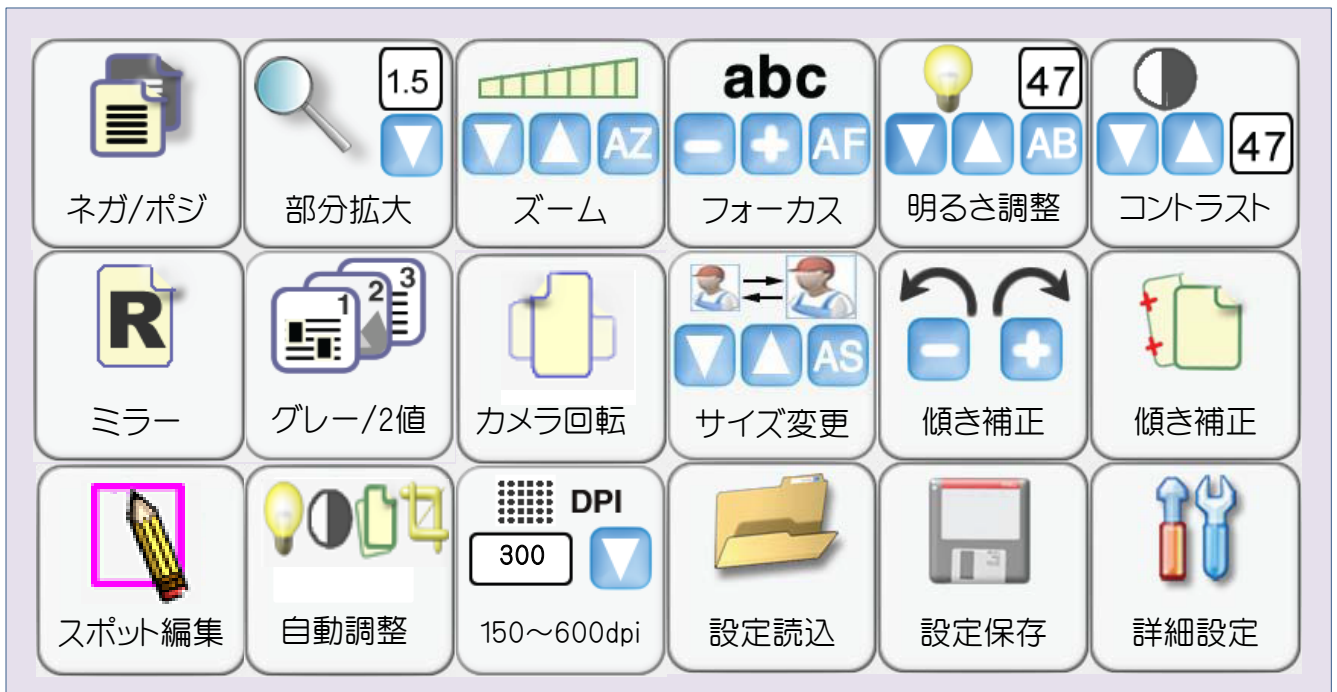 1.5
abc
47
AZ
AF
AB
47
ネガ/ポジ
部分拡大
ズーム
フォーカス
明るさ調整
コントラスト
R
1 2 3
AS
ミラー
グレー/2値
カメラ回転
サイズ変更
傾き補正
傾き補正
DPI
300
スポット編集
自動調整
150～600dpi
設定読込
設定保存
詳細設定